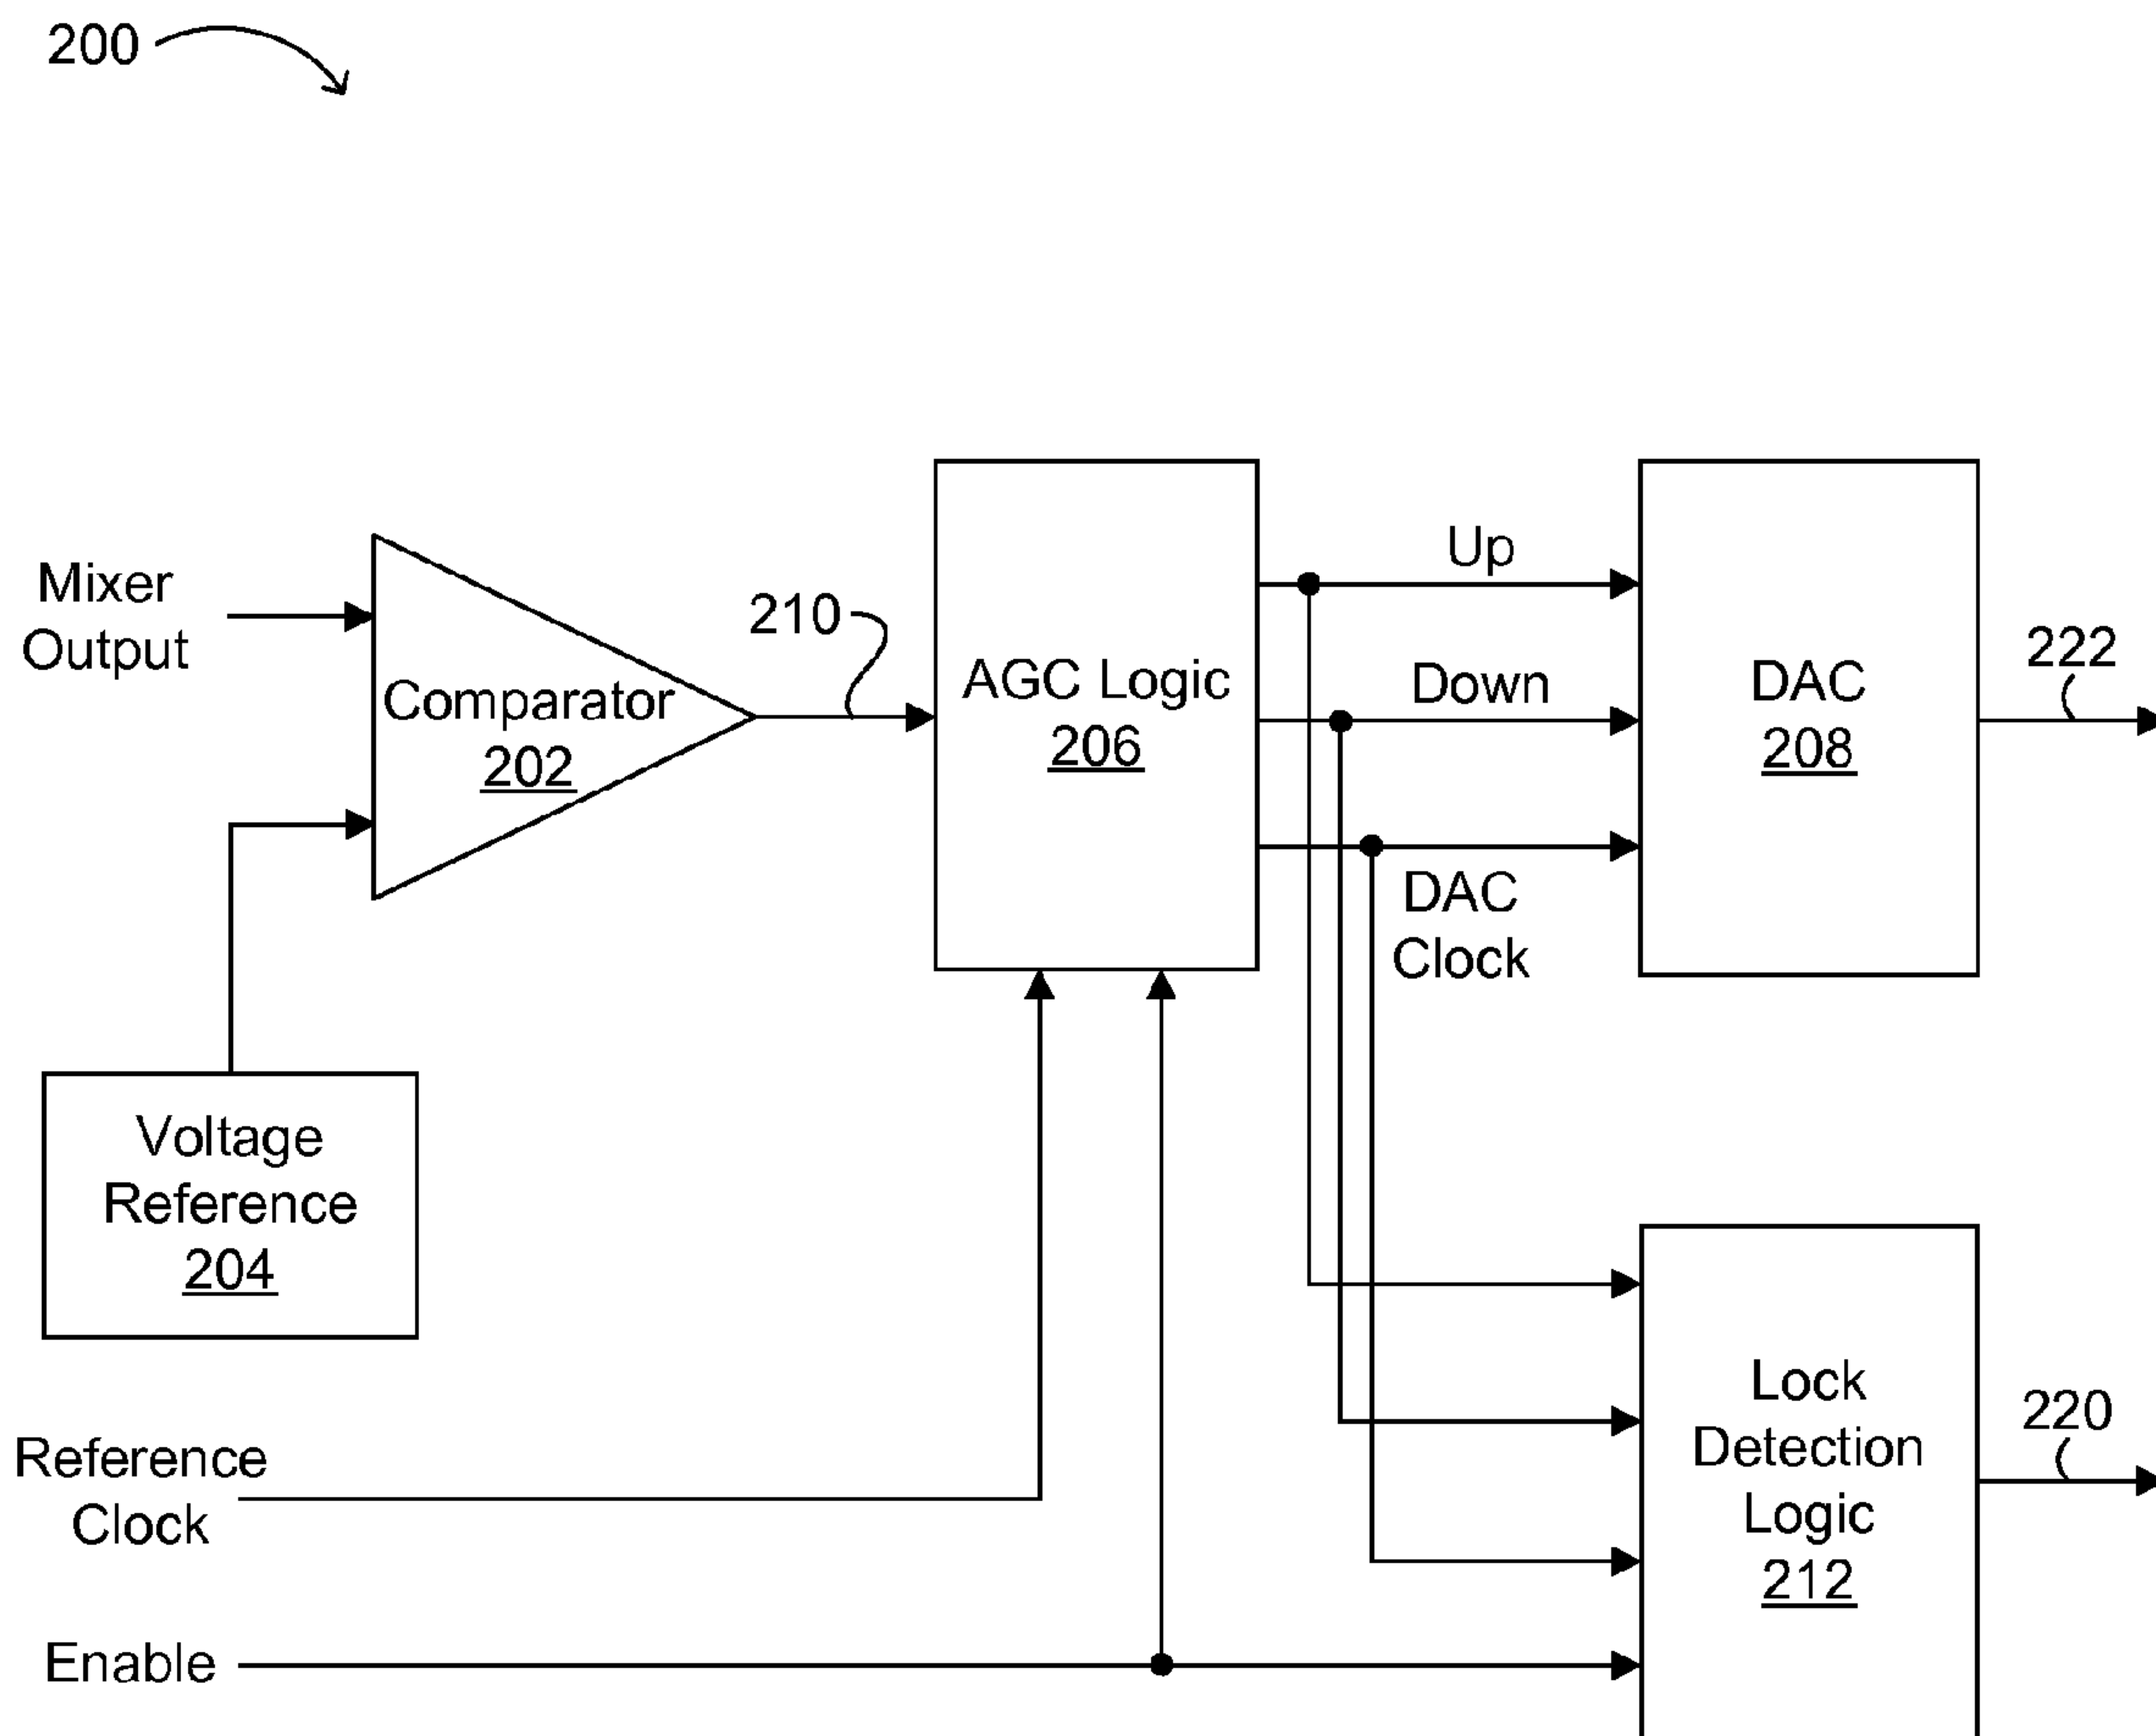 200
Mixer
Output
Comparator
202
210
AGC Logic
206
Up
Down
DAC
Clock
DAC
208
222
Voltage
Reference
204
Reference
Clock
Enable
Lock
Detection
Logic
212
220